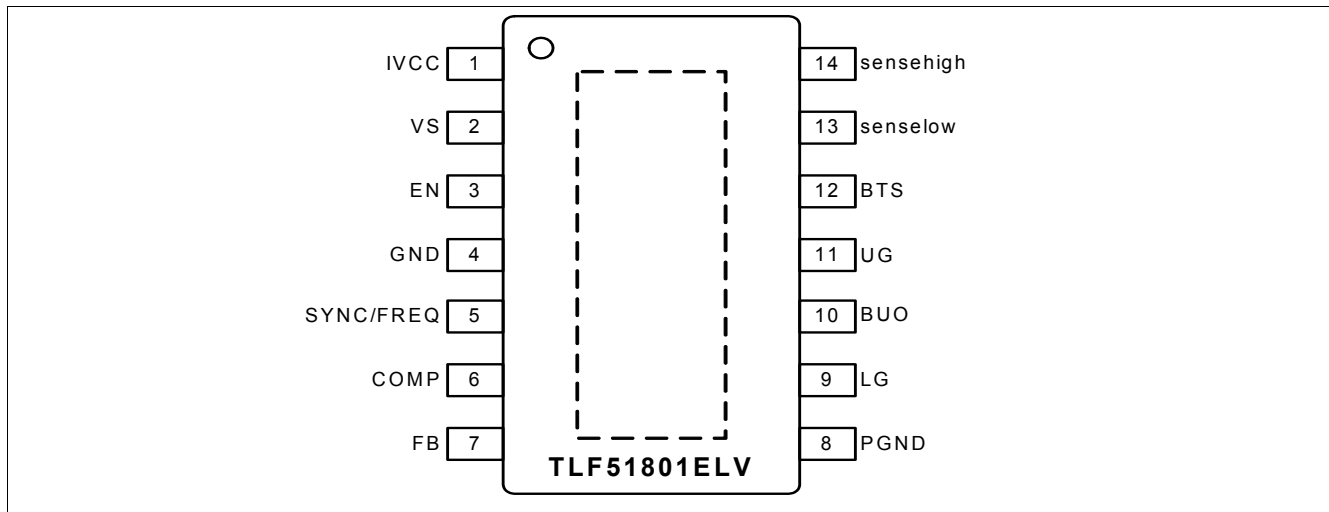 IVCC 1 14 sensehigh
VS 2 13 senselow
EN 3 12 BTS
GND 4 11 UG
SYNC/FREQ 5 10 BUO
COMP 6 9 LG
FB 7 8 PGND
TLF51801ELV